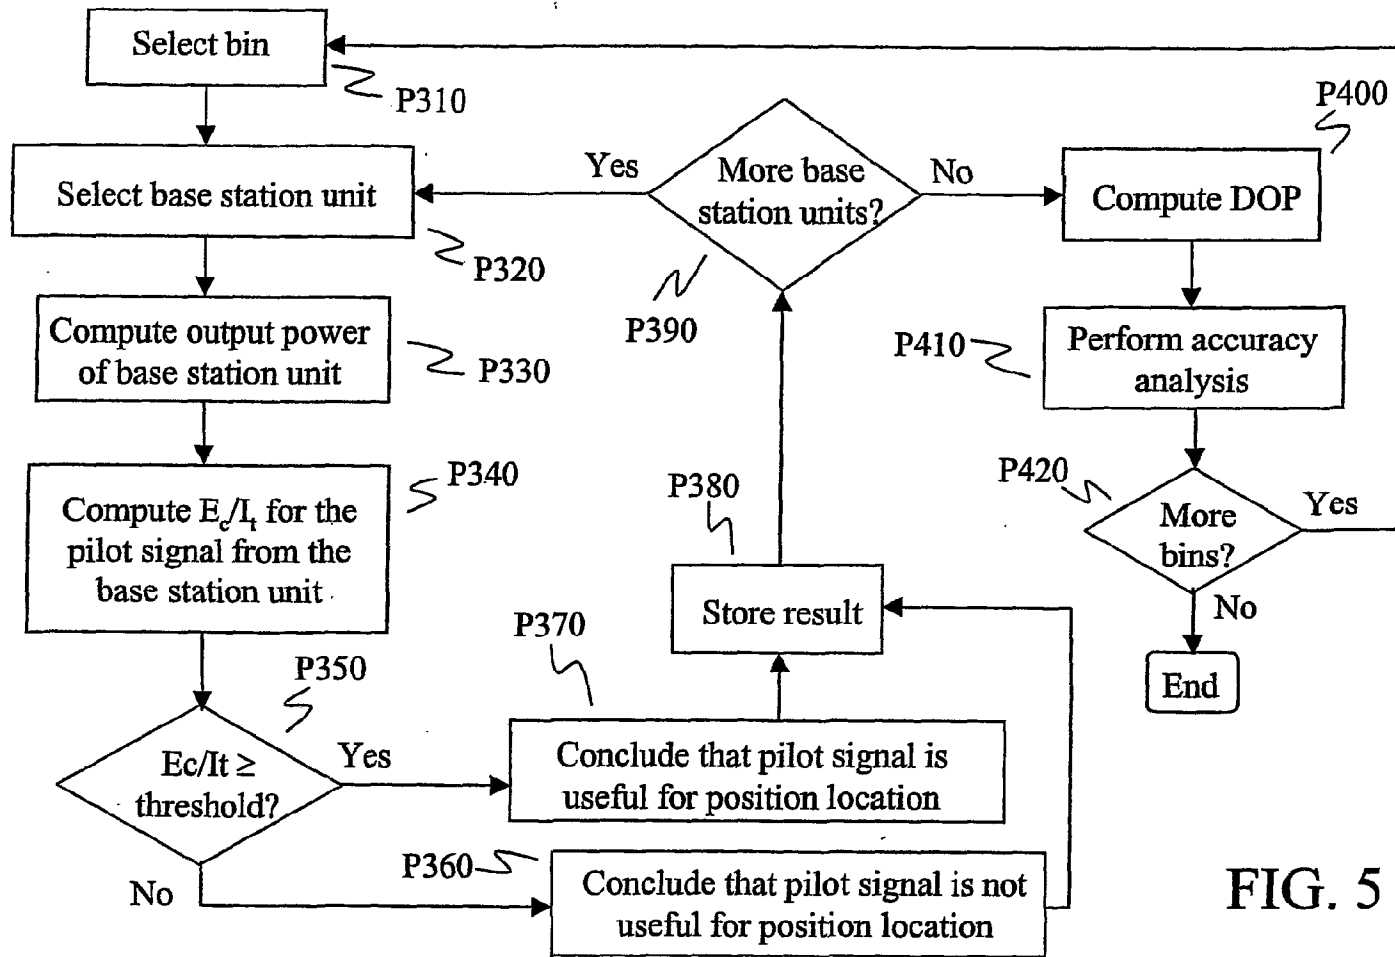 Select bin
P310
P400
Select base station unit
P320
Yes
More base
station units?
No
Compute DOP
P390
Compute output power
of base station unit
P330
P410
Perform accuracy
analysis
P340
Compute Ec/It for the
pilot signal from the
base station unit
P380
P420
More
bins?
Yes
No
Store result
P370
End
P350
Ec/It ≥
threshold?
Yes
Conclude that pilot signal is
useful for position location
P360
No
Conclude that pilot signal is not
useful for position location
FIG. 5